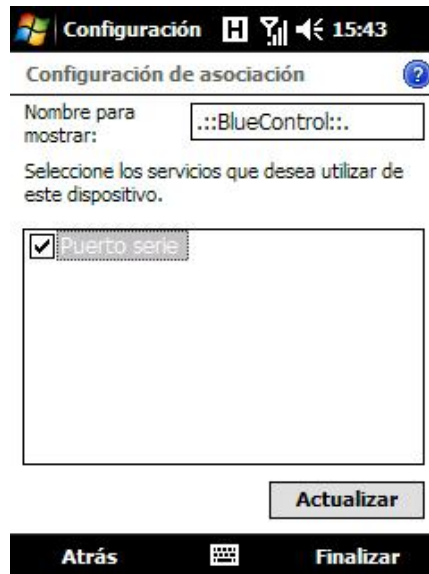 Configuración H 15:43
Configuración de asociación ?
Nombre para
mostrar:
.::BlueControl::.
Seleccione los servicios que desea utilizar de
este dispositivo.
Puerto serie
Actualizar
Atrás Finalizar